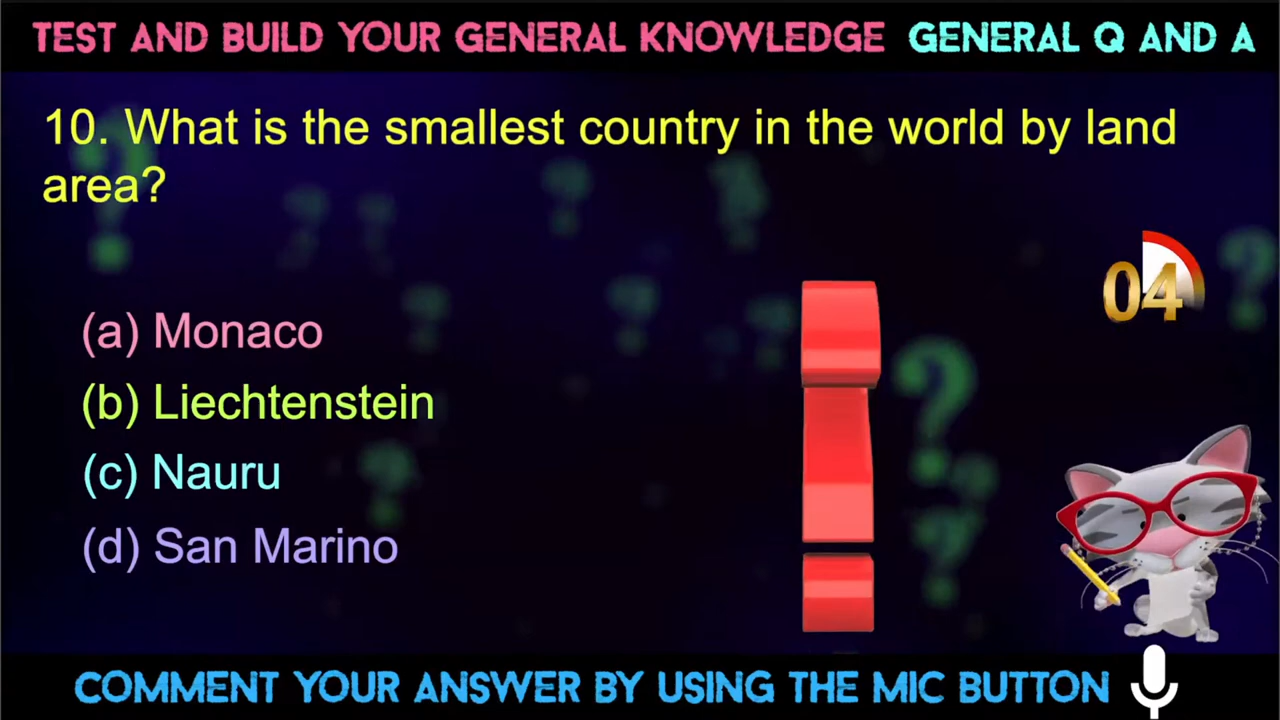 TEST AND BUILD YOUR GENERAL KNOWLEDGE GENERAL Q AND A
10. What is the smallest country in the world by land
area?
04
(a) Monaco
(b) Liechtenstein
(c) Nauru
(d) San Marino
COMMENT YOUR ANSWER BY USING THE MIC BUTTON